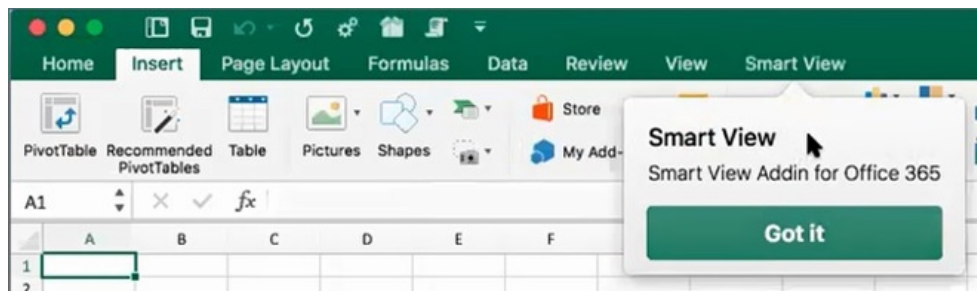 Home Insert Page Layout Formulas Data Review View Smart View
PivotTable Recommended PivotTables Table Pictures Shapes Store My Add-
Smart View
Smart View Addin for Office 365
Got it
A1 fx
A B C D E F
1
2